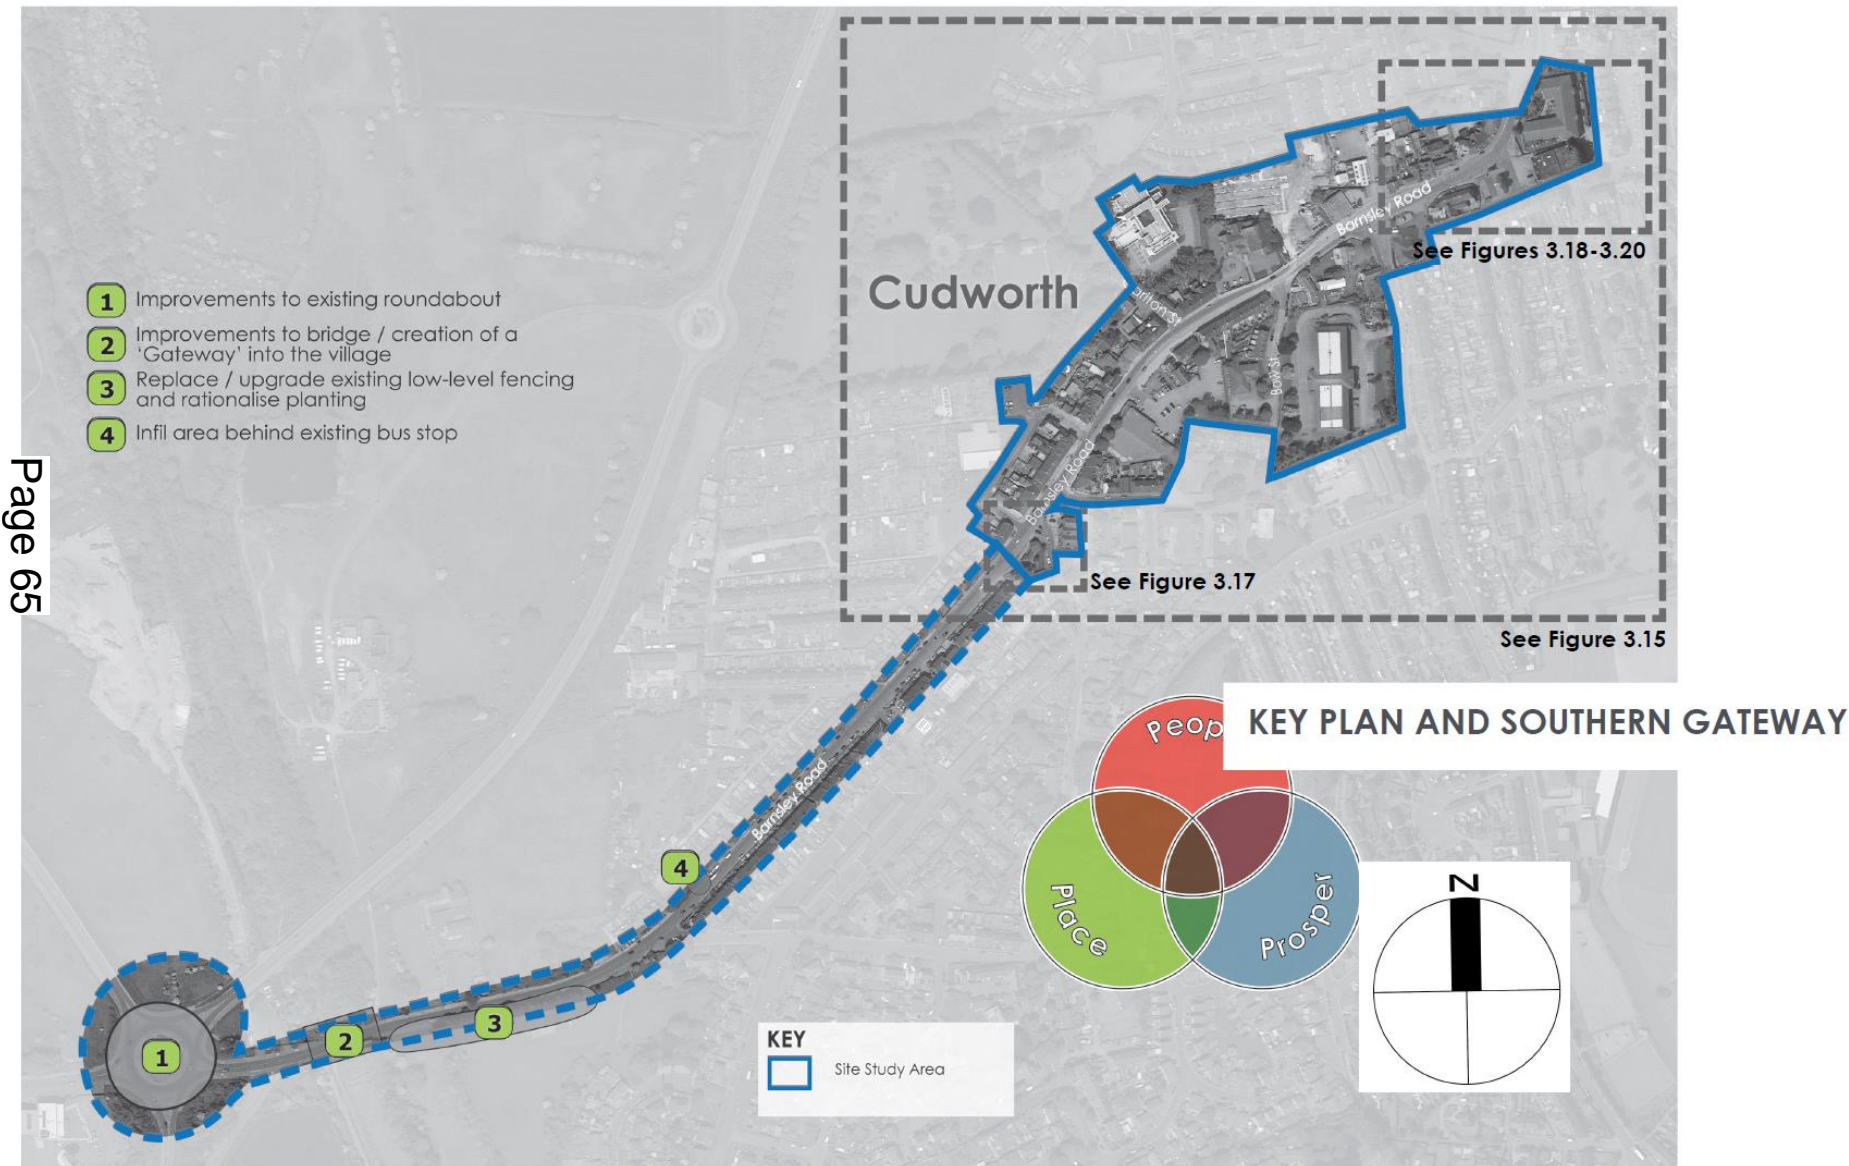 1 Improvements to existing roundabout
2 Improvements to bridge / creation of a
'Gateway' into the village
3 Replace / upgrade existing low-level fencing
and rationalise planting
4 Infil area behind existing bus stop
Page 65
Cudworth
Barnsley Road
See Figures 3.18-3.20
arlton St
Bow St
Barnsley Road
See Figure 3.17
See Figure 3.15
KEY PLAN AND SOUTHERN GATEWAY
Peop
Place
Prosper
Barnsley Road
4
3
2
1
N
KEY
Site Study Area